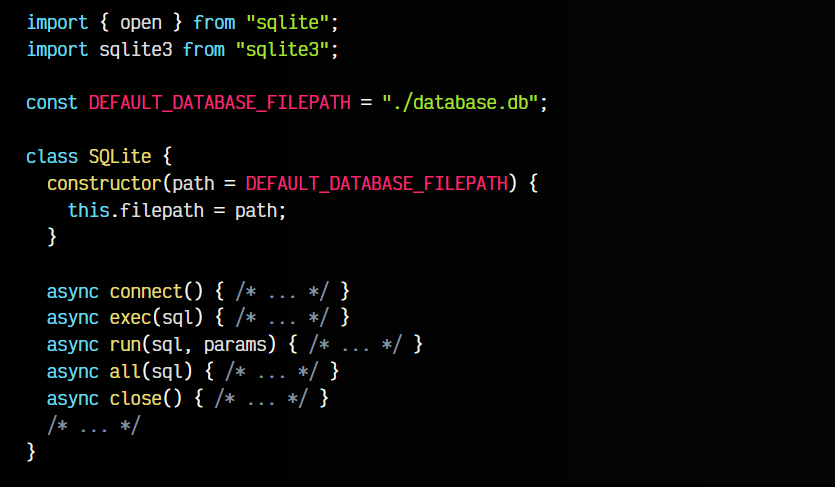 import { open } from "sqlite";
import sqlite3 from "sqlite3";
const DEFAULT_DATABASE_FILEPATH = "./database.db";
class SQLite {
constructor(path = DEFAULT_DATABASE_FILEPATH) {
this.filepath = path;
}
async connect() { /* ... */ }
async exec(sql) { /* ... */ }
async run(sql, params) { /* ... */ }
async all(sql) { /* ... */ }
async close() { /* ... */ }
/* ... */
}